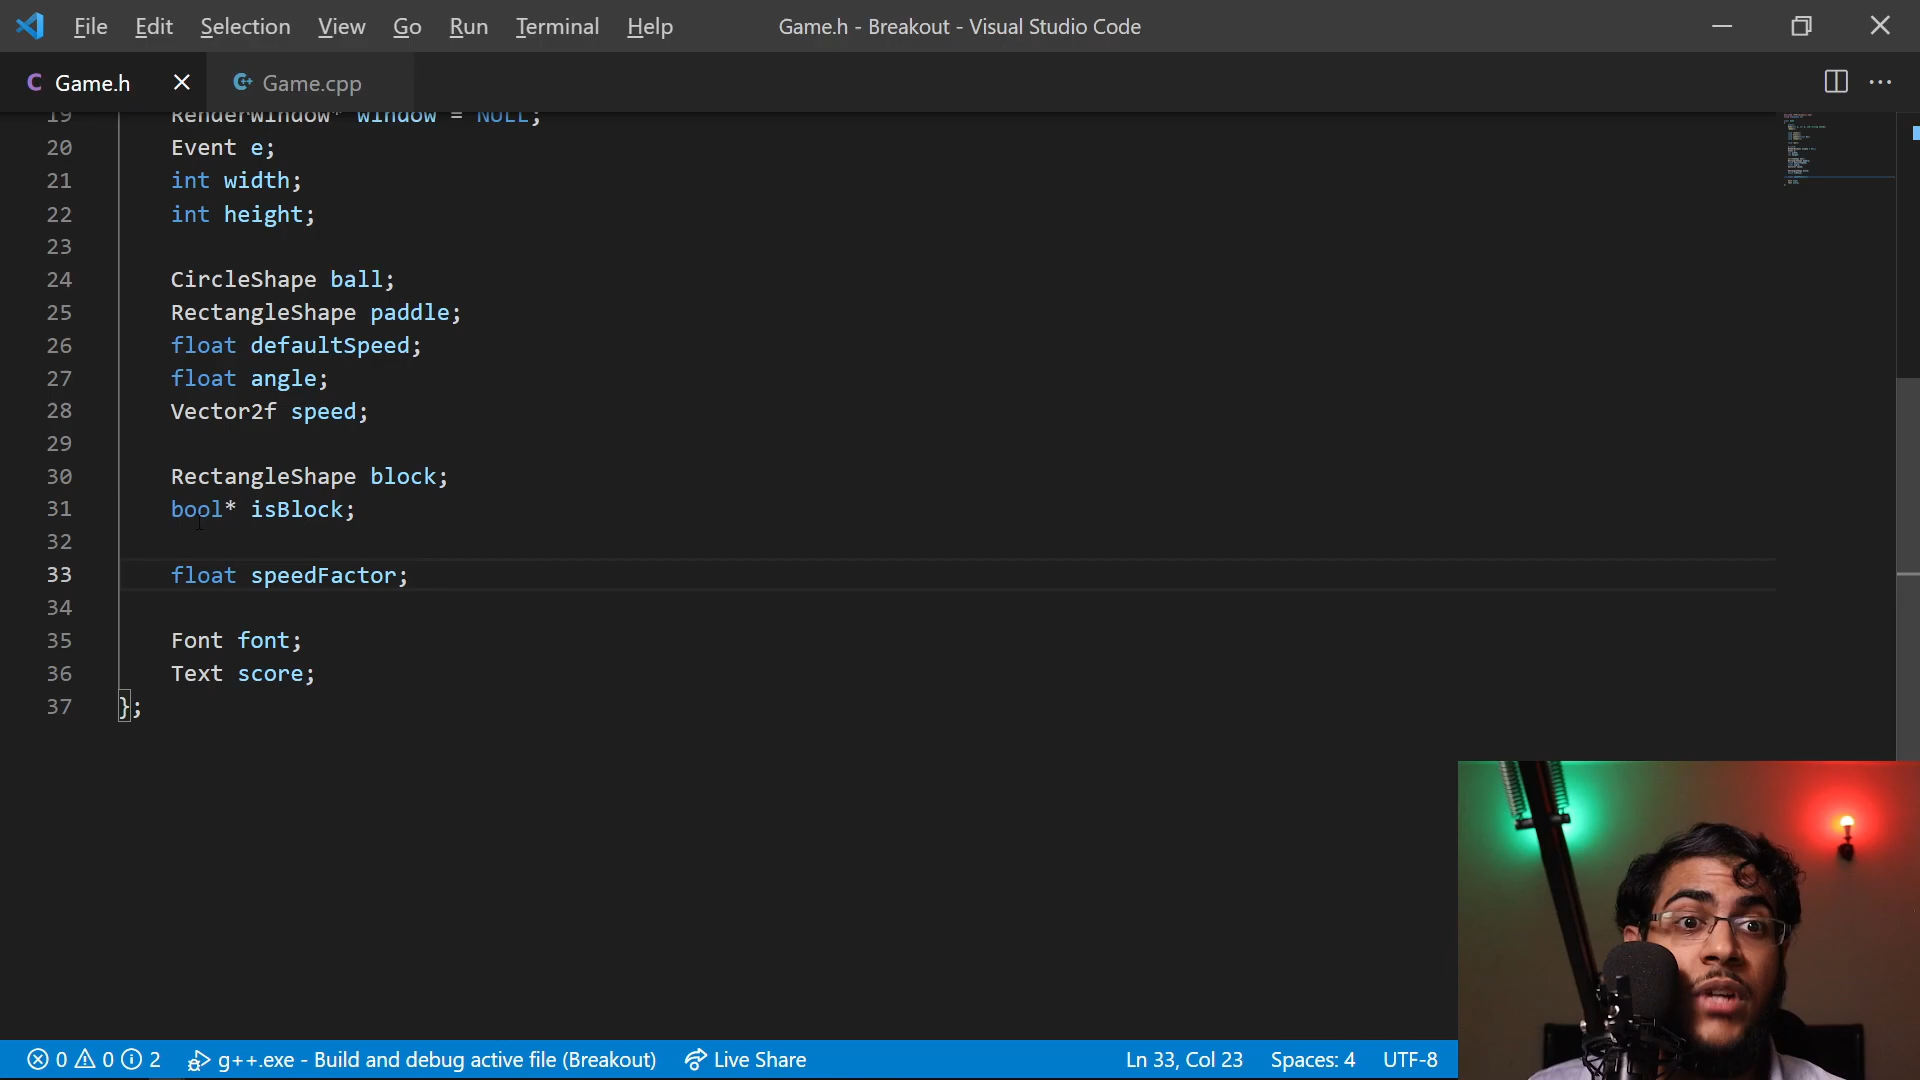 File Edit Selection View Go Run Terminal Help Game.h - Breakout - Visual Studio Code
Game.h Game.cpp
19 RenderWindow* window = NULL;
20 Event e;
21 int width;
22 int height;
23
24 CircleShape ball;
25 RectangleShape paddle;
26 float defaultSpeed;
27 float angle;
28 Vector2f speed;
29
30 RectangleShape block;
31 bool* isBlock;
32
33 float speedFactor;
34
35 Font font;
36 Text score;
37 };
0 0 2 g++.exe - Build and debug active file (Breakout) Live Share Ln 33, Col 23 Spaces: 4 UTF-8